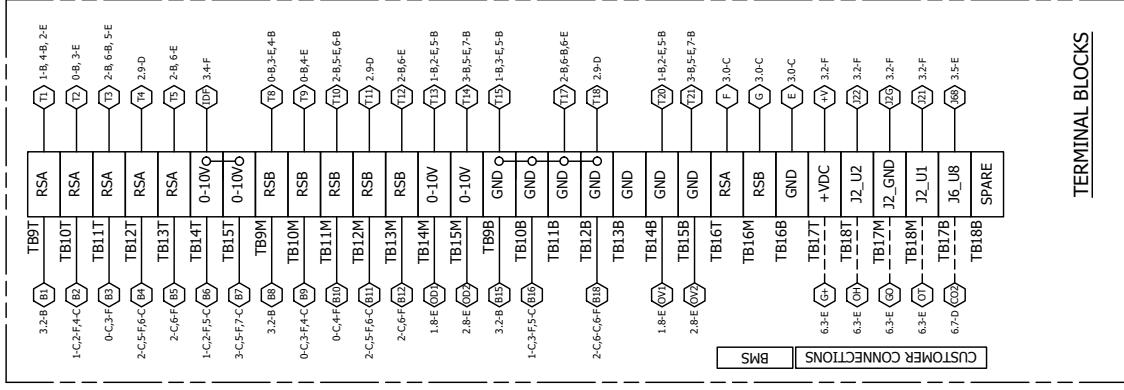 TERMINAL BLOCKS
3.2-B B1 TB9T RSA T1 1-B, 4-B, 2-E
1-C,2-F,4-C B2 TB10T RSA T2 0-B, 3-E
0-C,3-F B3 TB11T RSA T3 2-B, 6-B, 5-E
2-C,5-F,6-C B4 TB12T RSA T4 2.9-D
2-C,6-F B5 TB13T RSA T5 2-B, 6-E
1-C,2-F,5-C B6 TB14T 0-10V IDF 3.4-F
3-C,5-F,7-C B7 TB15T 0-10V
3.2-B B8 TB9M RSB T8 0-B,3-E,4-B
0-C,3-F,4-C B9 TB10M RSB T9 0-B,4-E
0-C,4-F B10 TB11M RSB T10 2-B,5-E,6-B
2-C,5-F,6-C B11 TB12M RSB T11 2.9-D
2-C,6-F B12 TB13M RSB T12 2-B,6-E
1.8-E OD1 TB14M 0-10V T13 1-B,2-E,5-B
2.8-E OD2 TB15M 0-10V T14 3-B,5-E,7-B
3.2-B B15 TB9B GND T15 1-B,3-E,5-B
1-C,3-F,5-C B16 TB10B GND
TB11B GND T17 2-B,6-B,6-E
2-C,6-C,6-F B18 TB12B GND T18 2.9-D
TB13B GND
1.8-E OV1 TB14B GND T20 1-B,2-E,5-B
2.8-E OV2 TB15B GND T21 3-B,5-E,7-B
TB16T RSA F 3.0-C
TB16M RSB G 3.0-C
TB16B GND E 3.0-C
6.3-E G+ TB17T +VDC +V 3.2-F
6.3-E OH TB18T J2_U2 J22 3.2-F
6.3-E GO TB17M J2_GND J2G 3.2-F
6.3-E OT TB18M J2_U1 J21 3.2-F
6.7-D CO2 TB17B J6_U8 J68 3.5-E
TB18B SPARE
BMS
CUSTOMER CONNECTIONS